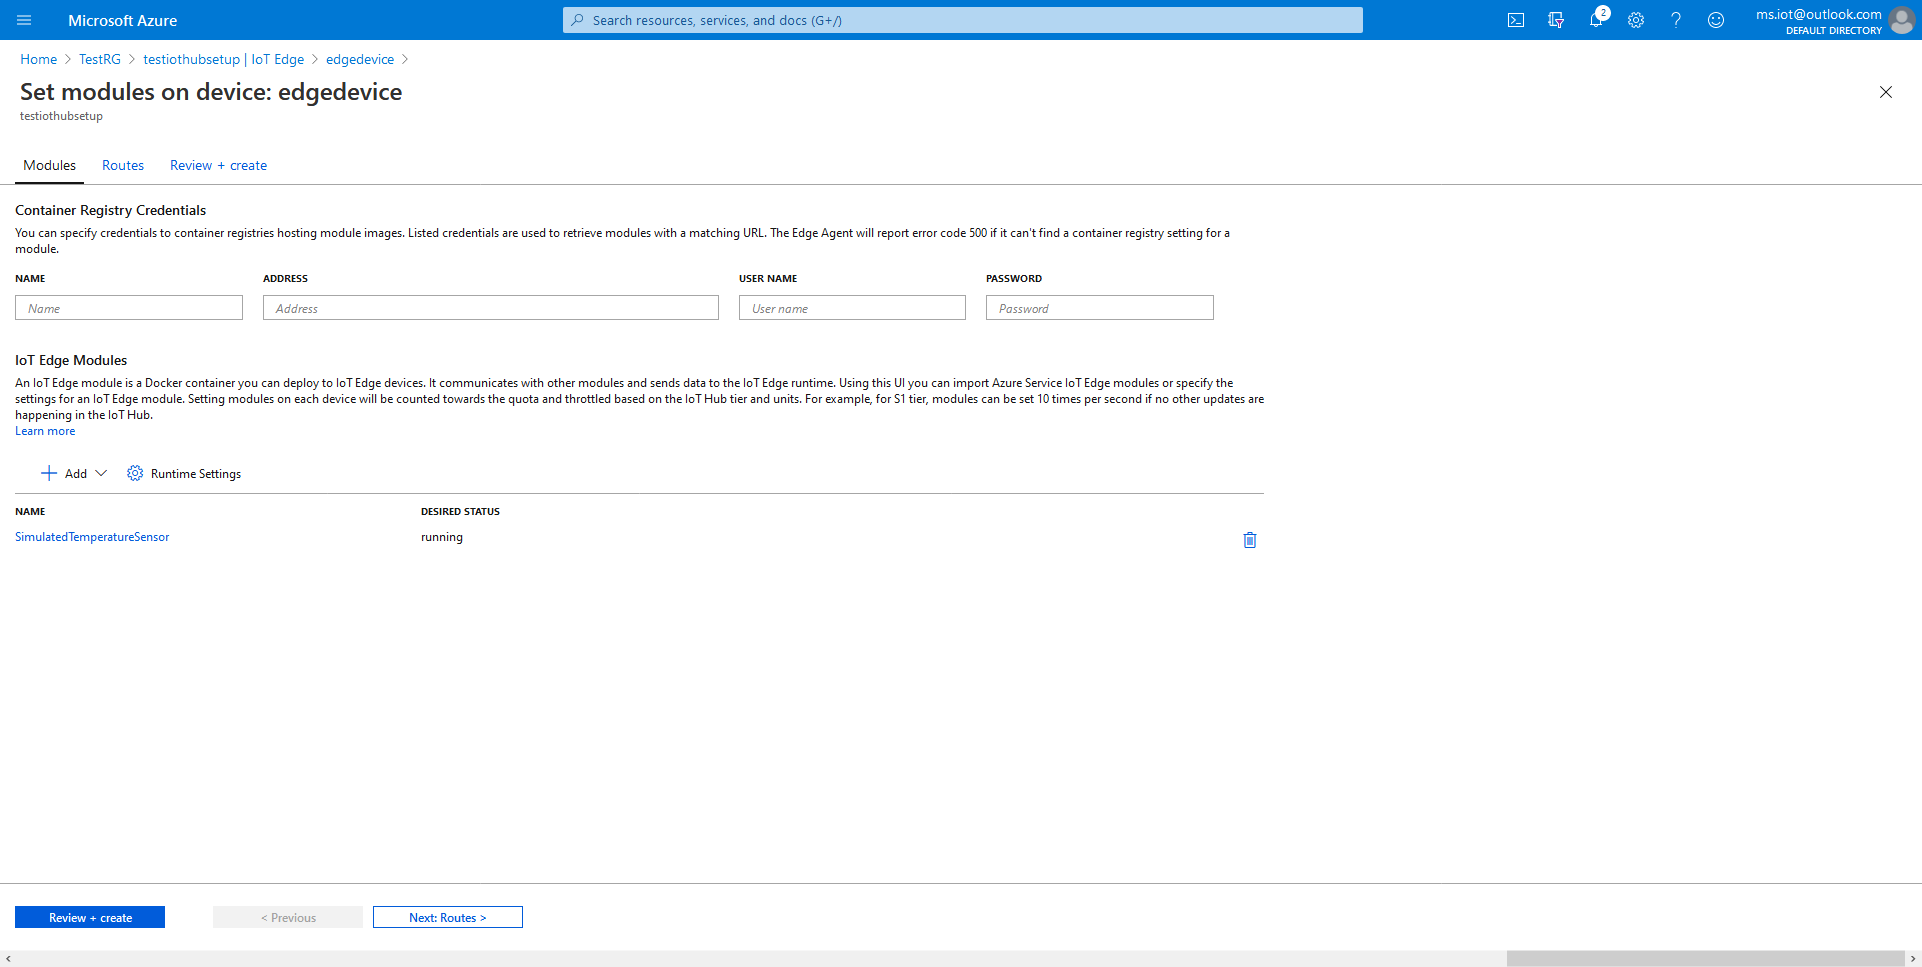 Microsoft Azure
Search resources, services, and docs (G+/)
2
ms.iot@outlook.com
DEFAULT DIRECTORY
Home > TestRG > testiothubsetup | IoT Edge > edgedevice >
Set modules on device: edgedevice
testiothubsetup
Modules Routes Review + create
Container Registry Credentials
You can specify credentials to container registries hosting module images. Listed credentials are used to retrieve modules with a matching URL. The Edge Agent will report error code 500 if it can't find a container registry setting for a
module.
NAME ADDRESS USER NAME PASSWORD
Name Address User name Password
IoT Edge Modules
An IoT Edge module is a Docker container you can deploy to IoT Edge devices. It communicates with other modules and sends data to the IoT Edge runtime. Using this UI you can import Azure Service IoT Edge modules or specify the
settings for an IoT Edge module. Setting modules on each device will be counted towards the quota and throttled based on the IoT Hub tier and units. For example, for S1 tier, modules can be set 10 times per second if no other updates are
happening in the IoT Hub.
Learn more
Add Runtime Settings
NAME DESIRED STATUS
SimulatedTemperatureSensor running
Review + create < Previous Next: Routes >